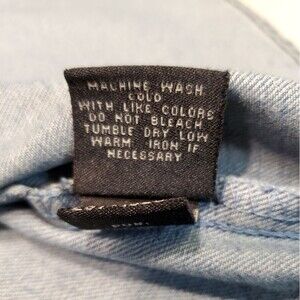 MACHINE WASH
COLD
WITH LIKE COLORS
DO NOT BLEACH
TUMBLE DRY LOW
WARM IRON IF
NECESSARY